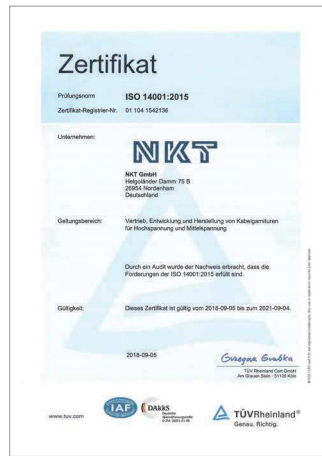 Zertifikat
Prüfungsnorm ISO 14001:2015
Zertifikat-Registrier-Nr. 01 104 1542136
Unternehmen:
NKT
NKT GmbH
Helgoländer Damm 75 B
26954 Nordenham
Deutschland
Geltungsbereich: Vertrieb, Entwicklung und Herstellung von Kabelgarnituren
für Hochspannung und Mittelspannung
Durch ein Audit wurde der Nachweis erbracht, dass die
Forderungen der ISO 14001:2015 erfüllt sind.
Gültigkeit: Dieses Zertifikat ist gültig vom 2018-09-05 bis zum 2021-09-04.
2018-09-05
TÜV Rheinland Cert GmbH
Am Grauen Stein · 51105 Köln
www.tuv.com
IAF
DAkkS
Deutsche
Akkreditierungsstelle
TÜVRheinland®
Genau. Richtig.